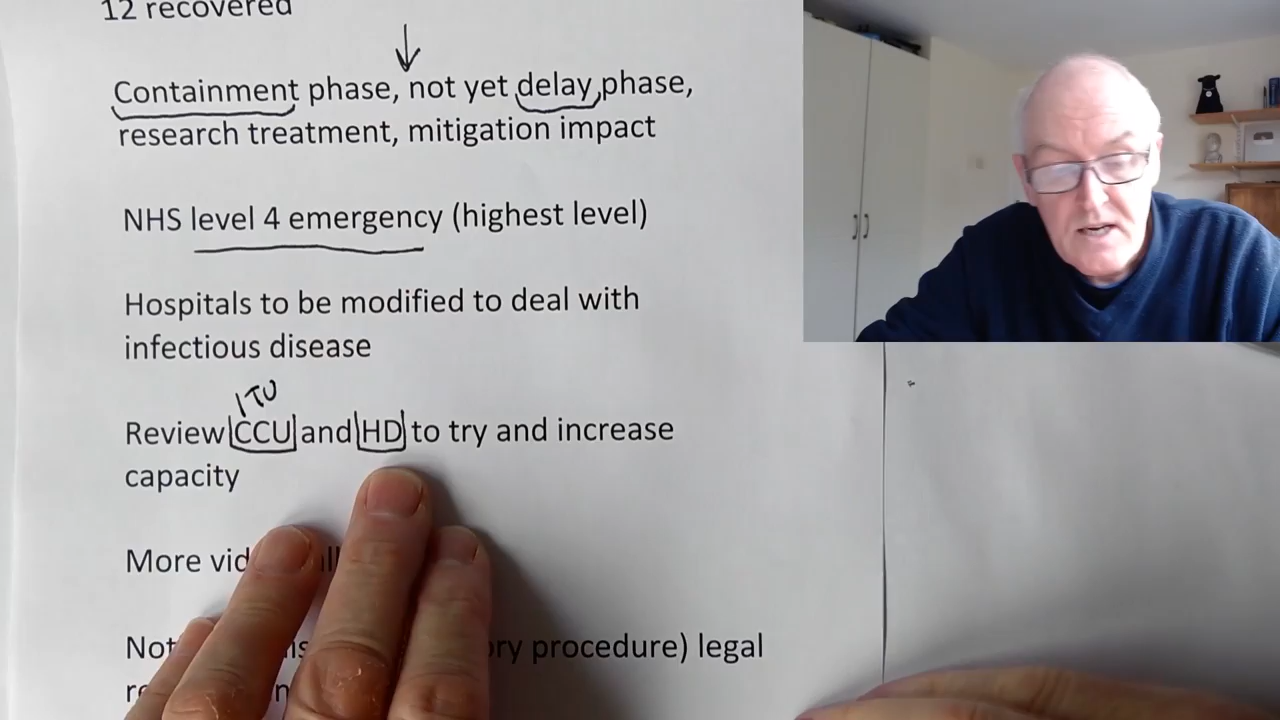 12 recovered
Containment phase, not yet delay phase,
research treatment, mitigation impact
NHS level 4 emergency (highest level)
Hospitals to be modified to deal with
infectious disease
ITU
Review CCU and HD to try and increase
capacity
More
Not procedure) legal